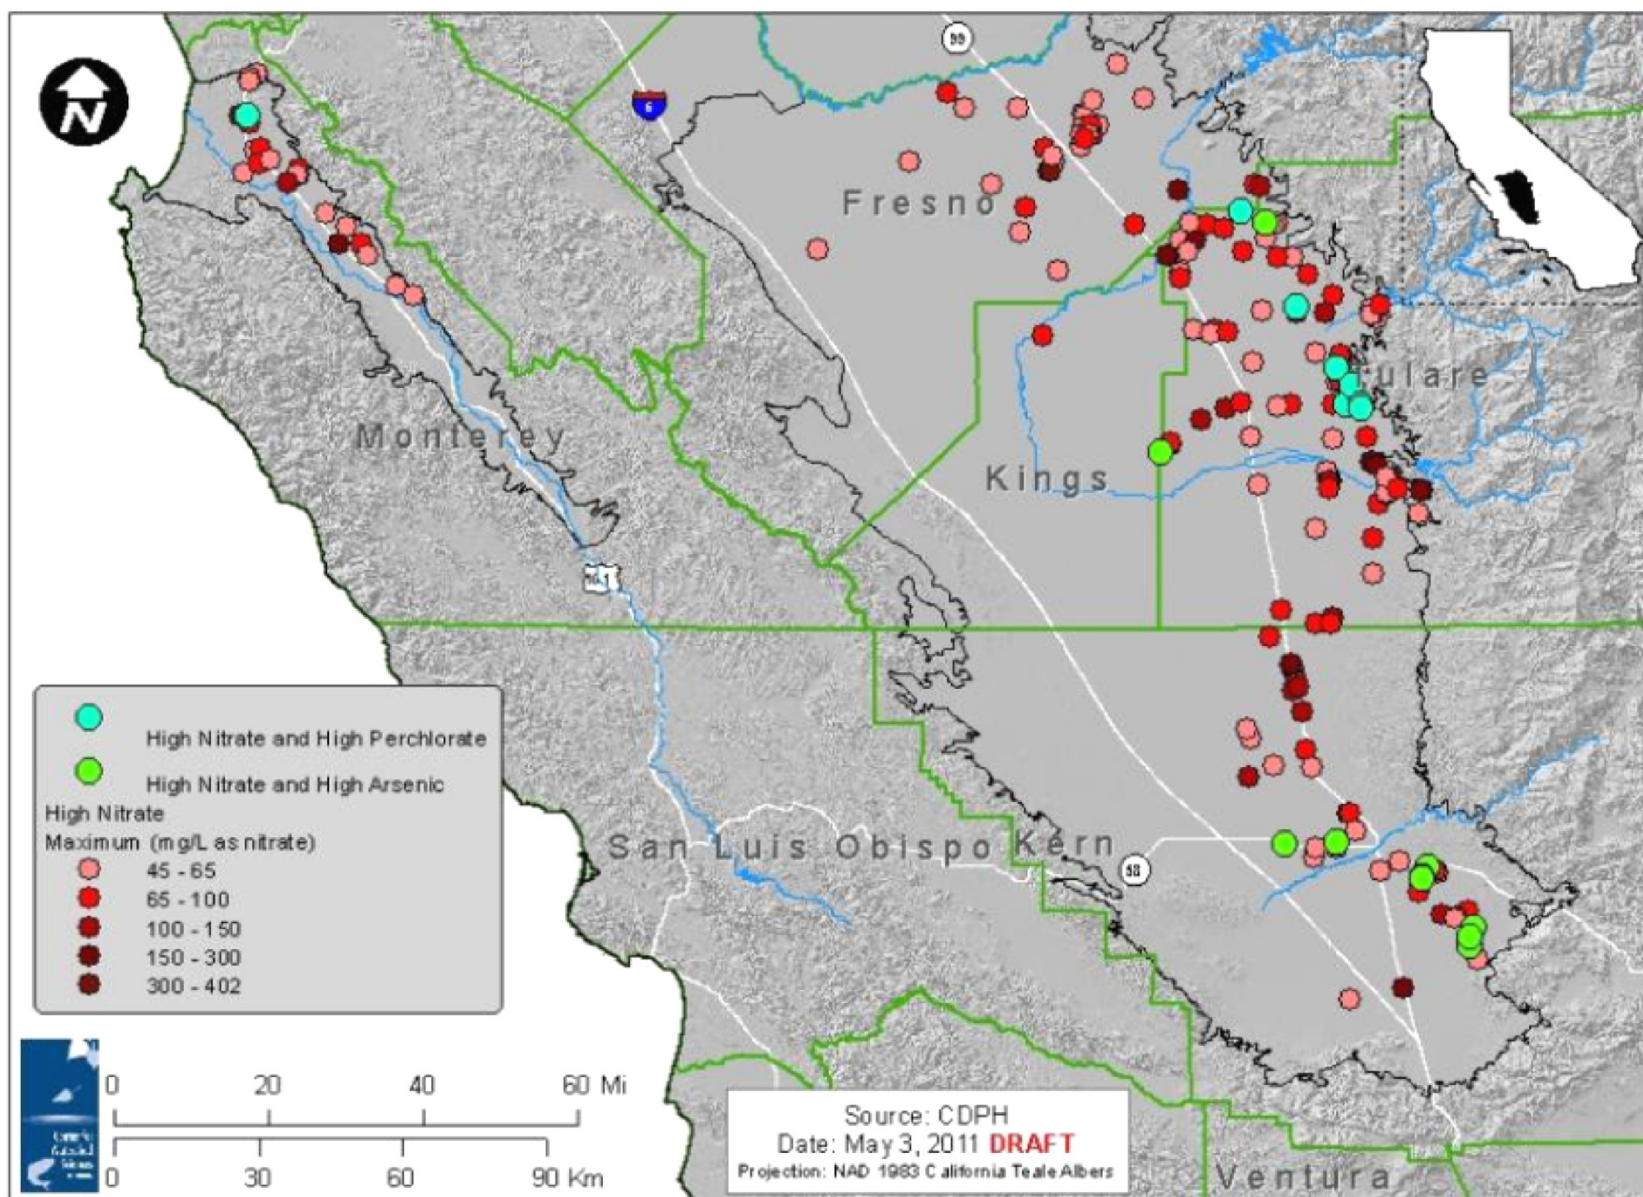 N
99
6
Fresno
Tulare
Monterey
Kings
San Luis Obispo
Kern
58
Ventura
High Nitrate and High Perchlorate
High Nitrate and High Arsenic
High Nitrate
Maximum (mg/L as nitrate)
45 - 65
65 - 100
100 - 150
150 - 300
300 - 402
0 20 40 60 Mi
0 30 60 90 Km
Source: CDPH
Date: May 3, 2011 DRAFT
Projection: NAD 1983 California Teale Albers